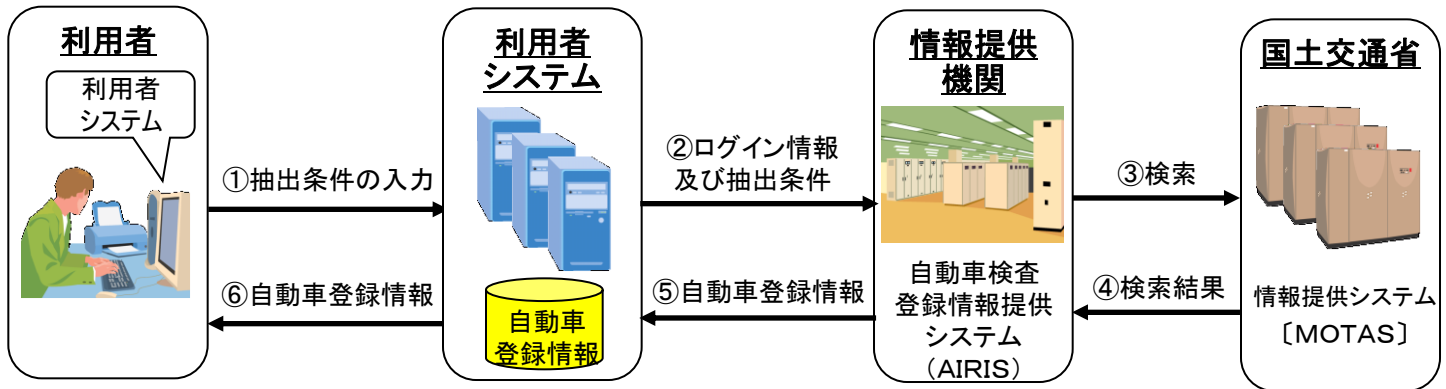 利用者
利用者
システム
①抽出条件の入力
⑥自動車登録情報
利用者
システム
自動車
登録情報
②ログイン情報
及び抽出条件
⑤自動車登録情報
情報提供
機関
自動車検査
登録情報提供
システム
(AIRIS)
③検索
④検索結果
国土交通省
情報提供システム
〔MOTAS〕